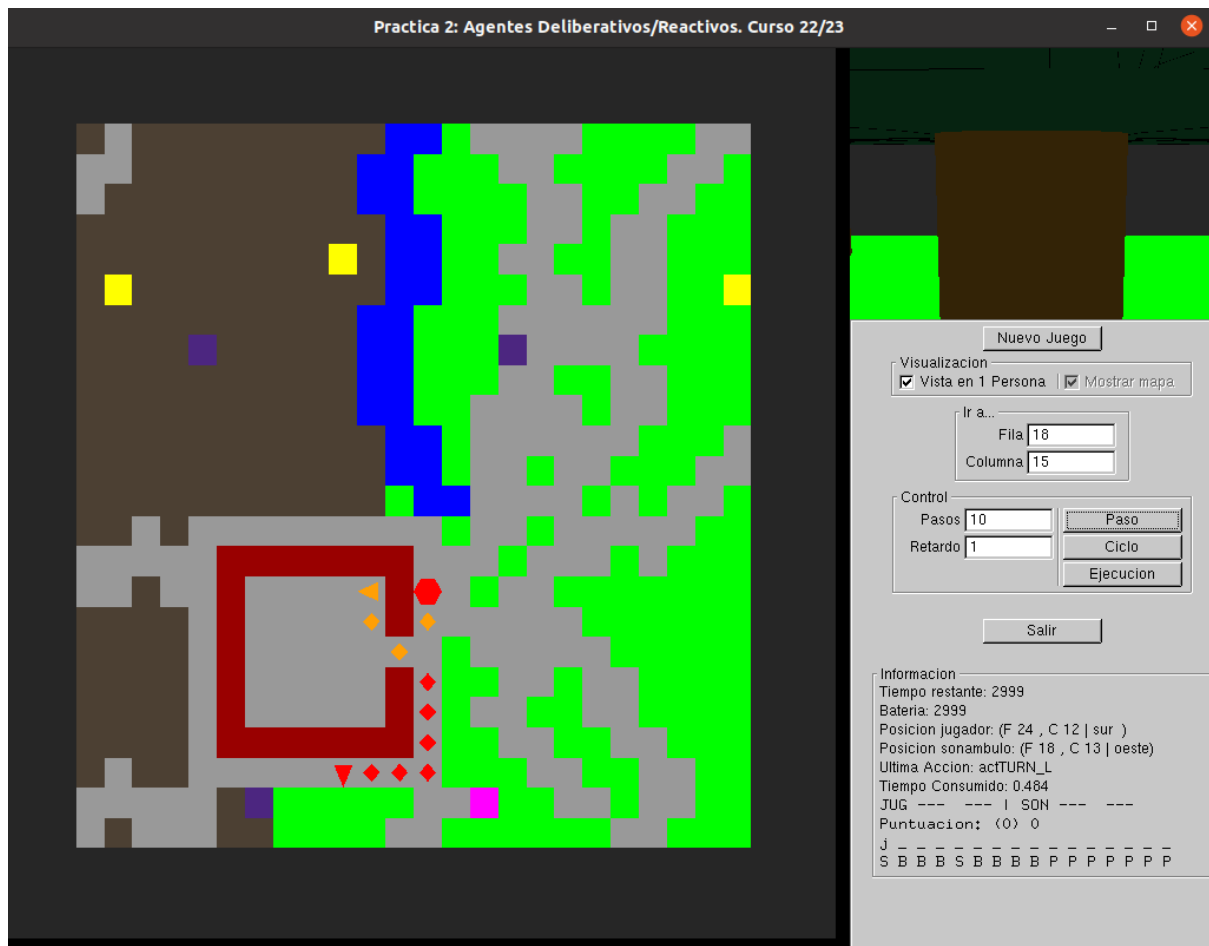 Practica 2: Agentes Deliberativos/Reactivos. Curso 22/23
Nuevo Juego
Visualizacion
Vista en 1 Persona
Mostrar mapa
Ir a...
Fila 18
Columna 15
Control
Pasos 10
Paso
Retardo 1
Ciclo
Ejecucion
Salir
Informacion
Tiempo restante: 2999
Bateria: 2999
Posicion jugador: (F 24 , C 12 | sur )
Posicion sonambulo: (F 18 , C 13 | oeste)
Ultima Accion: actTURN_L
Tiempo Consumido: 0.484
JUG --- --- | SON --- ---
Puntuacion: (0) 0
j _ _ _ _ _ _ _ _ _ _ _ _ _ _ _
S B B B S B B B B P P P P P P P